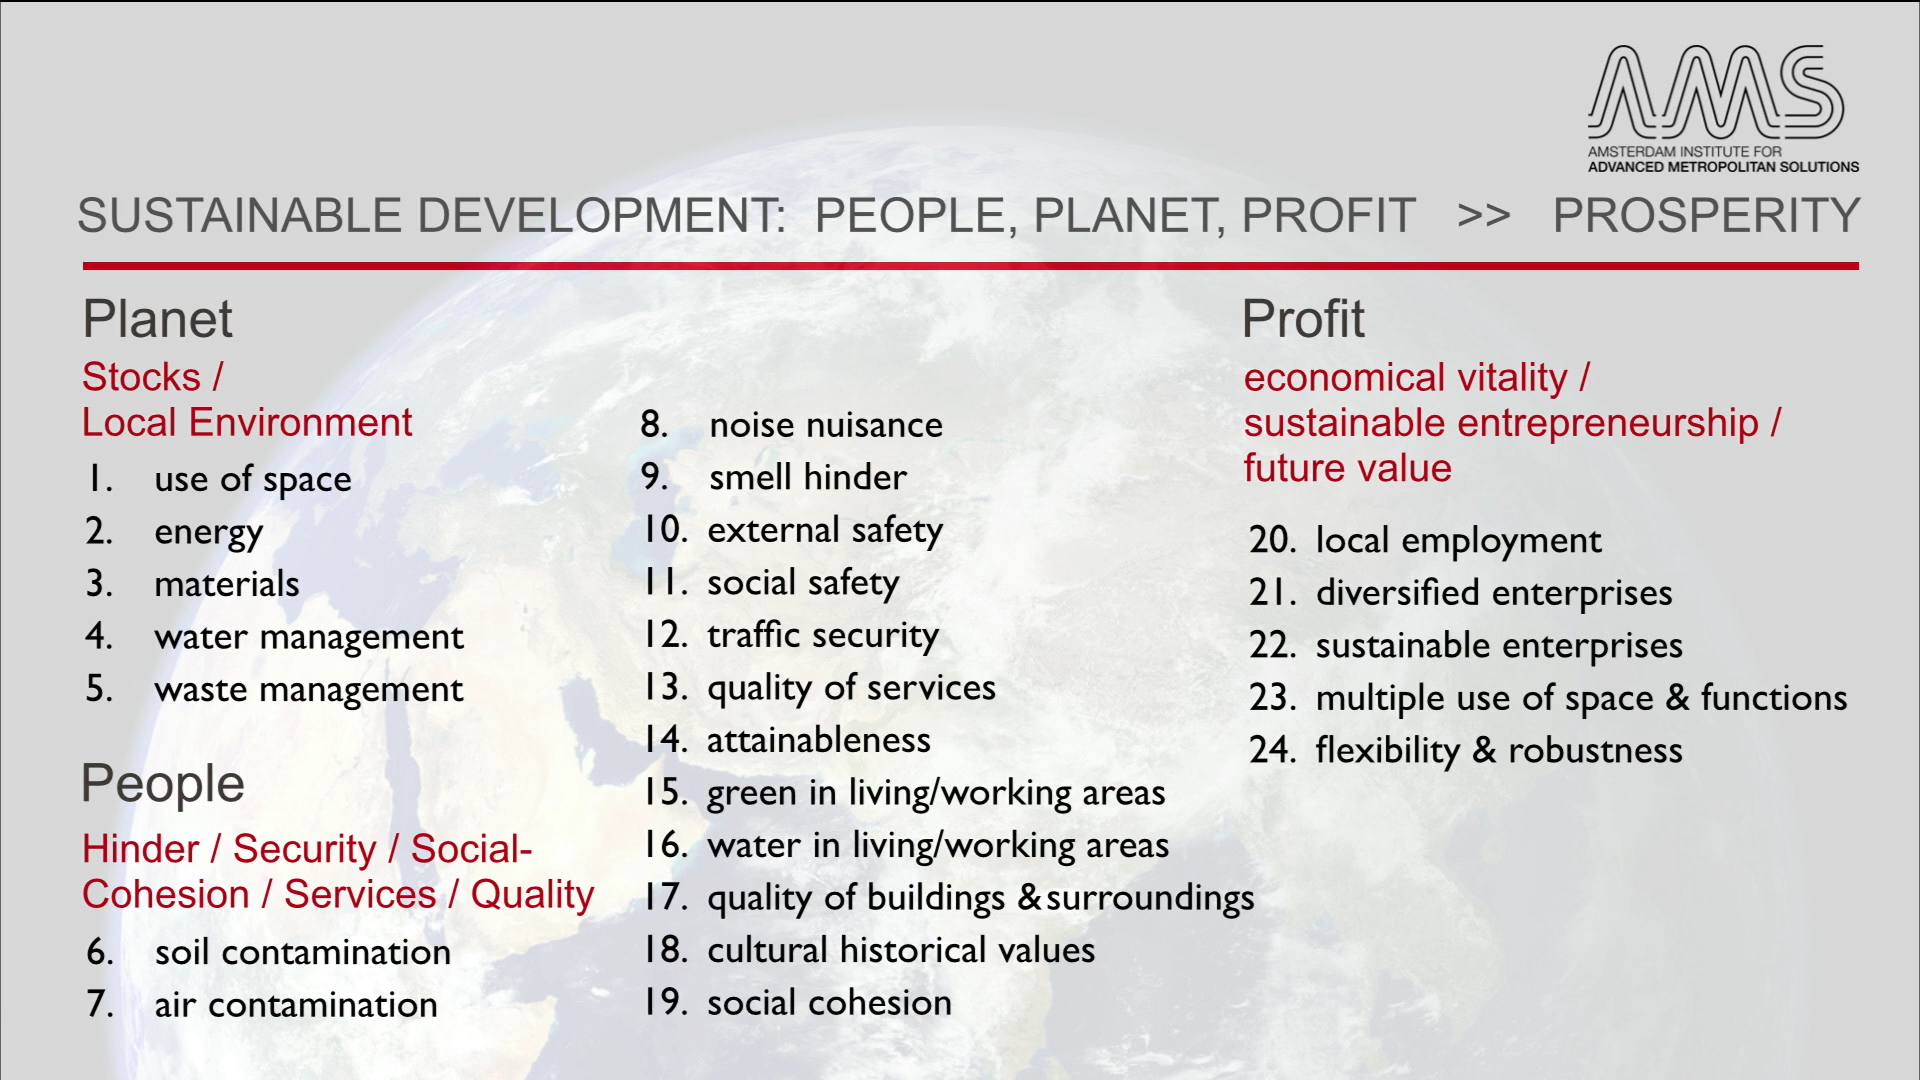 AMS
AMSTERDAM INSTITUTE FOR
ADVANCED METROPOLITAN SOLUTIONS
SUSTAINABLE DEVELOPMENT: PEOPLE, PLANET, PROFIT >> PROSPERITY
Planet
Stocks /
Local Environment
1. use of space
2. energy
3. materials
4. water management
5. waste management
People
Hinder / Security / Social-
Cohesion / Services / Quality
6. soil contamination
7. air contamination
8. noise nuisance
9. smell hinder
10. external safety
11. social safety
12. traffic security
13. quality of services
14. attainableness
15. green in living/working areas
16. water in living/working areas
17. quality of buildings & surroundings
18. cultural historical values
19. social cohesion
Profit
economical vitality /
sustainable entrepreneurship /
future value
20. local employment
21. diversified enterprises
22. sustainable enterprises
23. multiple use of space & functions
24. flexibility & robustness